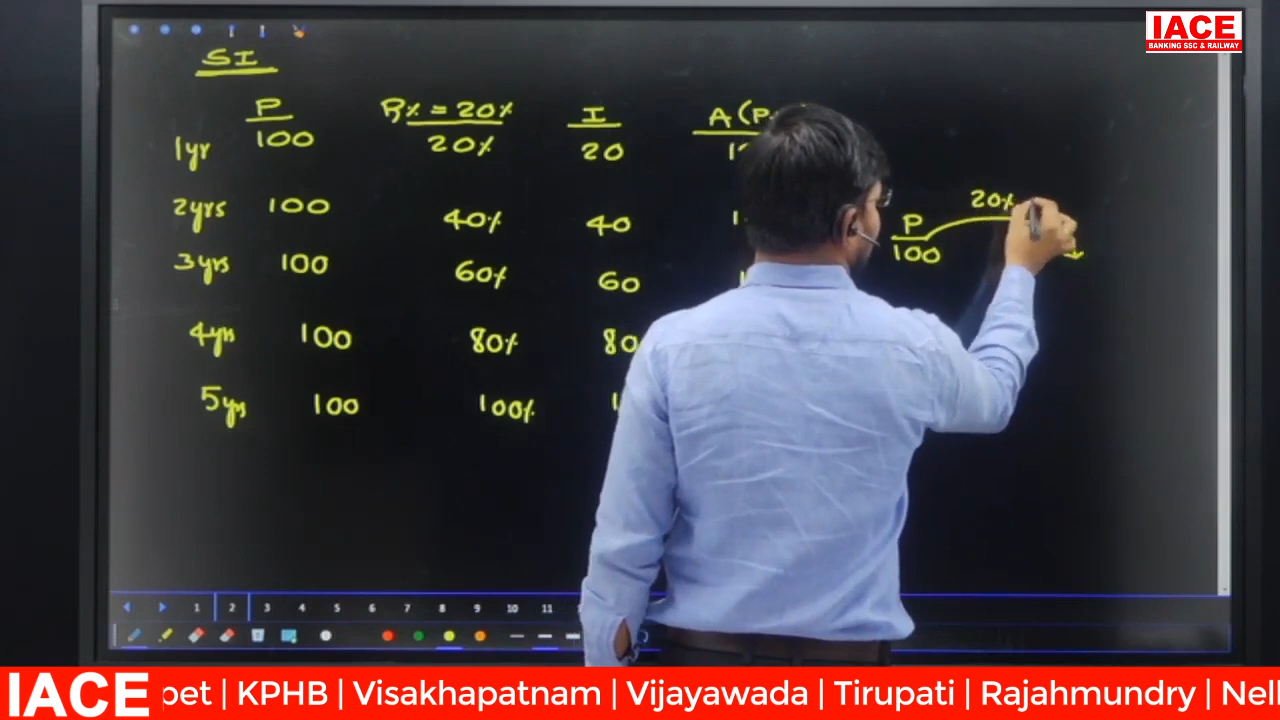 IACE
BANKING SSC & RAILWAY
SI
P R% = 20% I A (P
1yr 100 20% 20
2yrs 100 40% 40
3yrs 100 60% 60
4yrs 100 80% 80
5yrs 100 100%
20%
P
100
1 2 3 4 5 6 7 8 9 10 11
IACE pet | KPHB | Visakhapatnam | Vijayawada | Tirupati | Rajahmundry | Nell